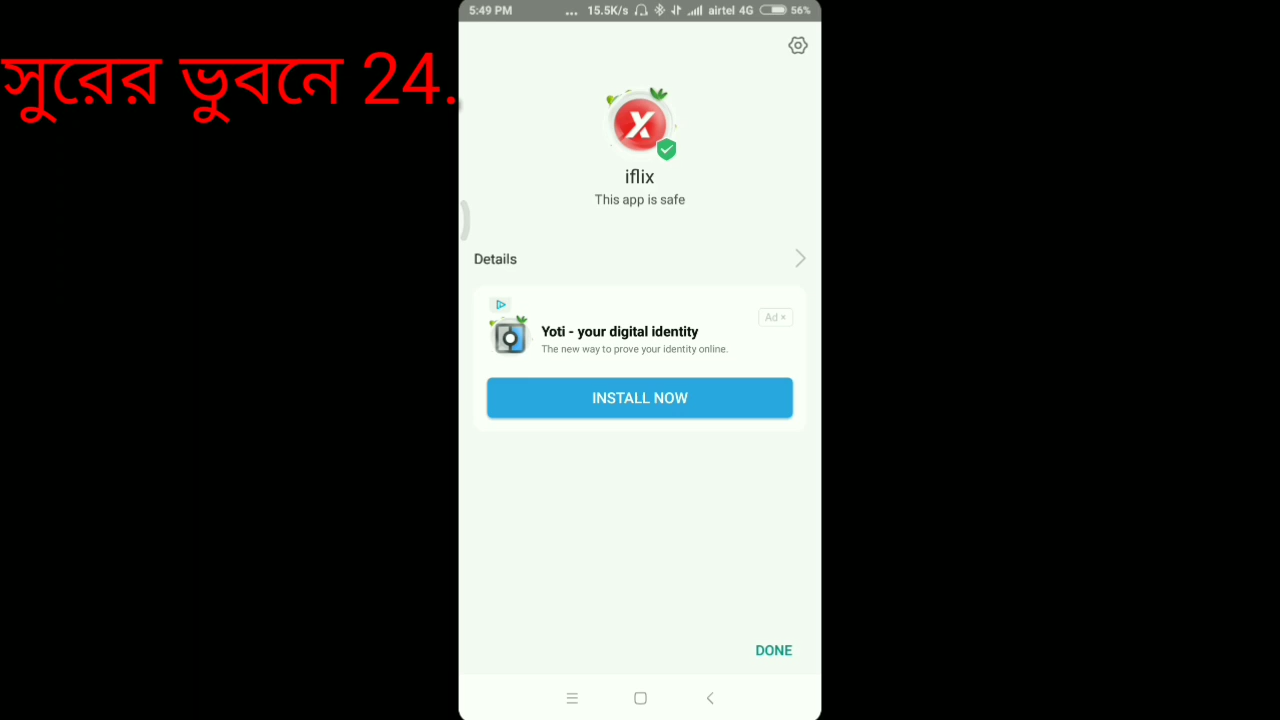 5:49 PM ... 15.5K/s airtel 4G 56%
সুরের ভুবনে 24.
iflix
This app is safe
Details
Ad ×
Yoti - your digital identity
The new way to prove your identity online.
INSTALL NOW
DONE